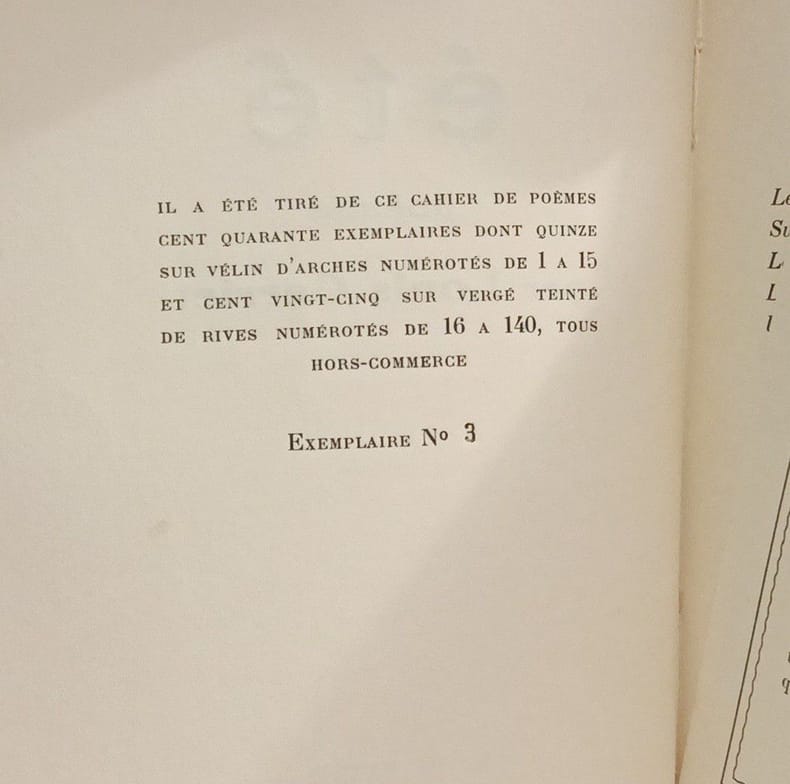 IL A ÉTÉ TIRÉ DE CE CAHIER DE POÈMES
CENT QUARANTE EXEMPLAIRES DONT QUINZE
SUR VÉLIN D'ARCHES NUMÉROTÉS DE 1 A 15
ET CENT VINGT-CINQ SUR VERGÉ TEINTÉ
DE RIVES NUMÉROTÉS DE 16 A 140, TOUS
HORS-COMMERCE
EXEMPLAIRE Nº 3